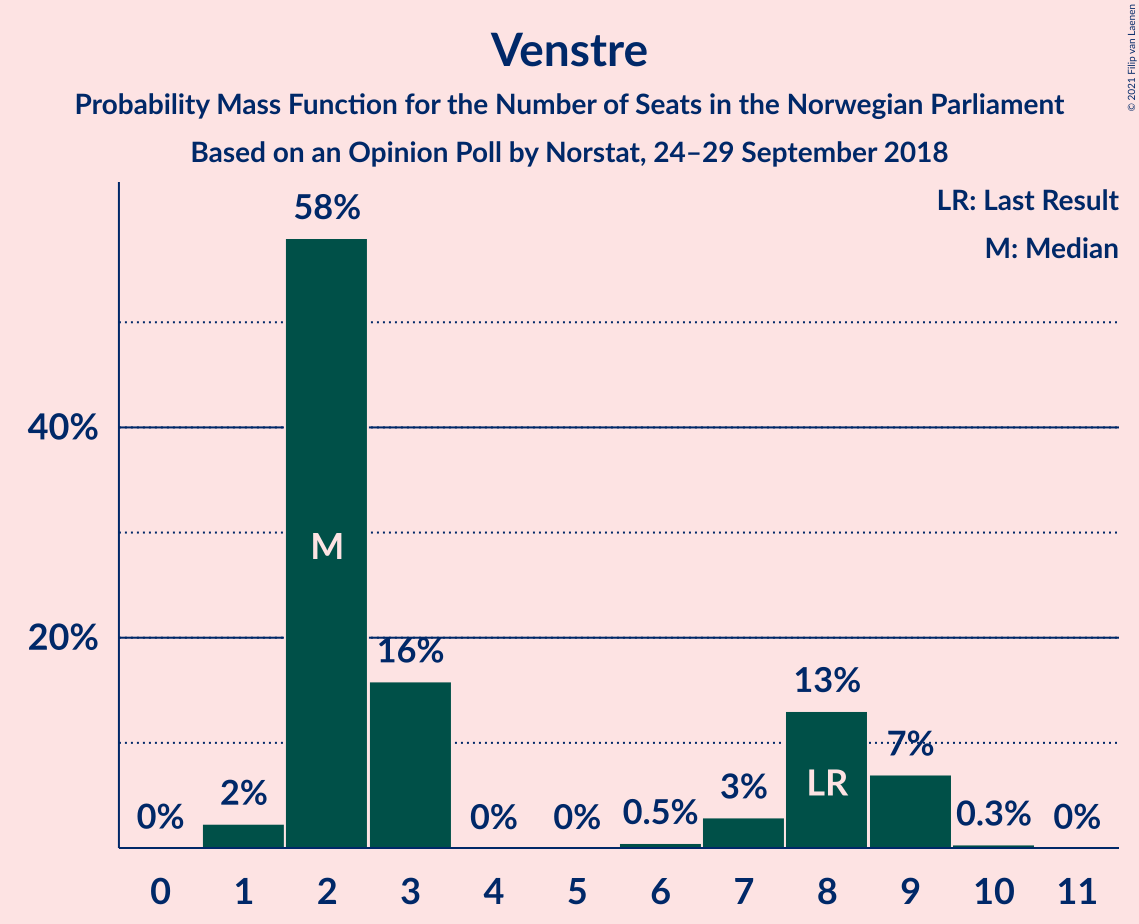 Venstre
Probability Mass Function for the Number of Seats in the Norwegian Parliament
Based on an Opinion Poll by Norstat, 24–29 September 2018
© 2021 Filip van Laenen
LR: Last Result
M: Median
58%
40%
M
20%
16%
13%
7%
LR
3%
2%
0%
0%
0%
0.5%
0.3%
0%
0 1 2 3 4 5 6 7 8 9 10 11